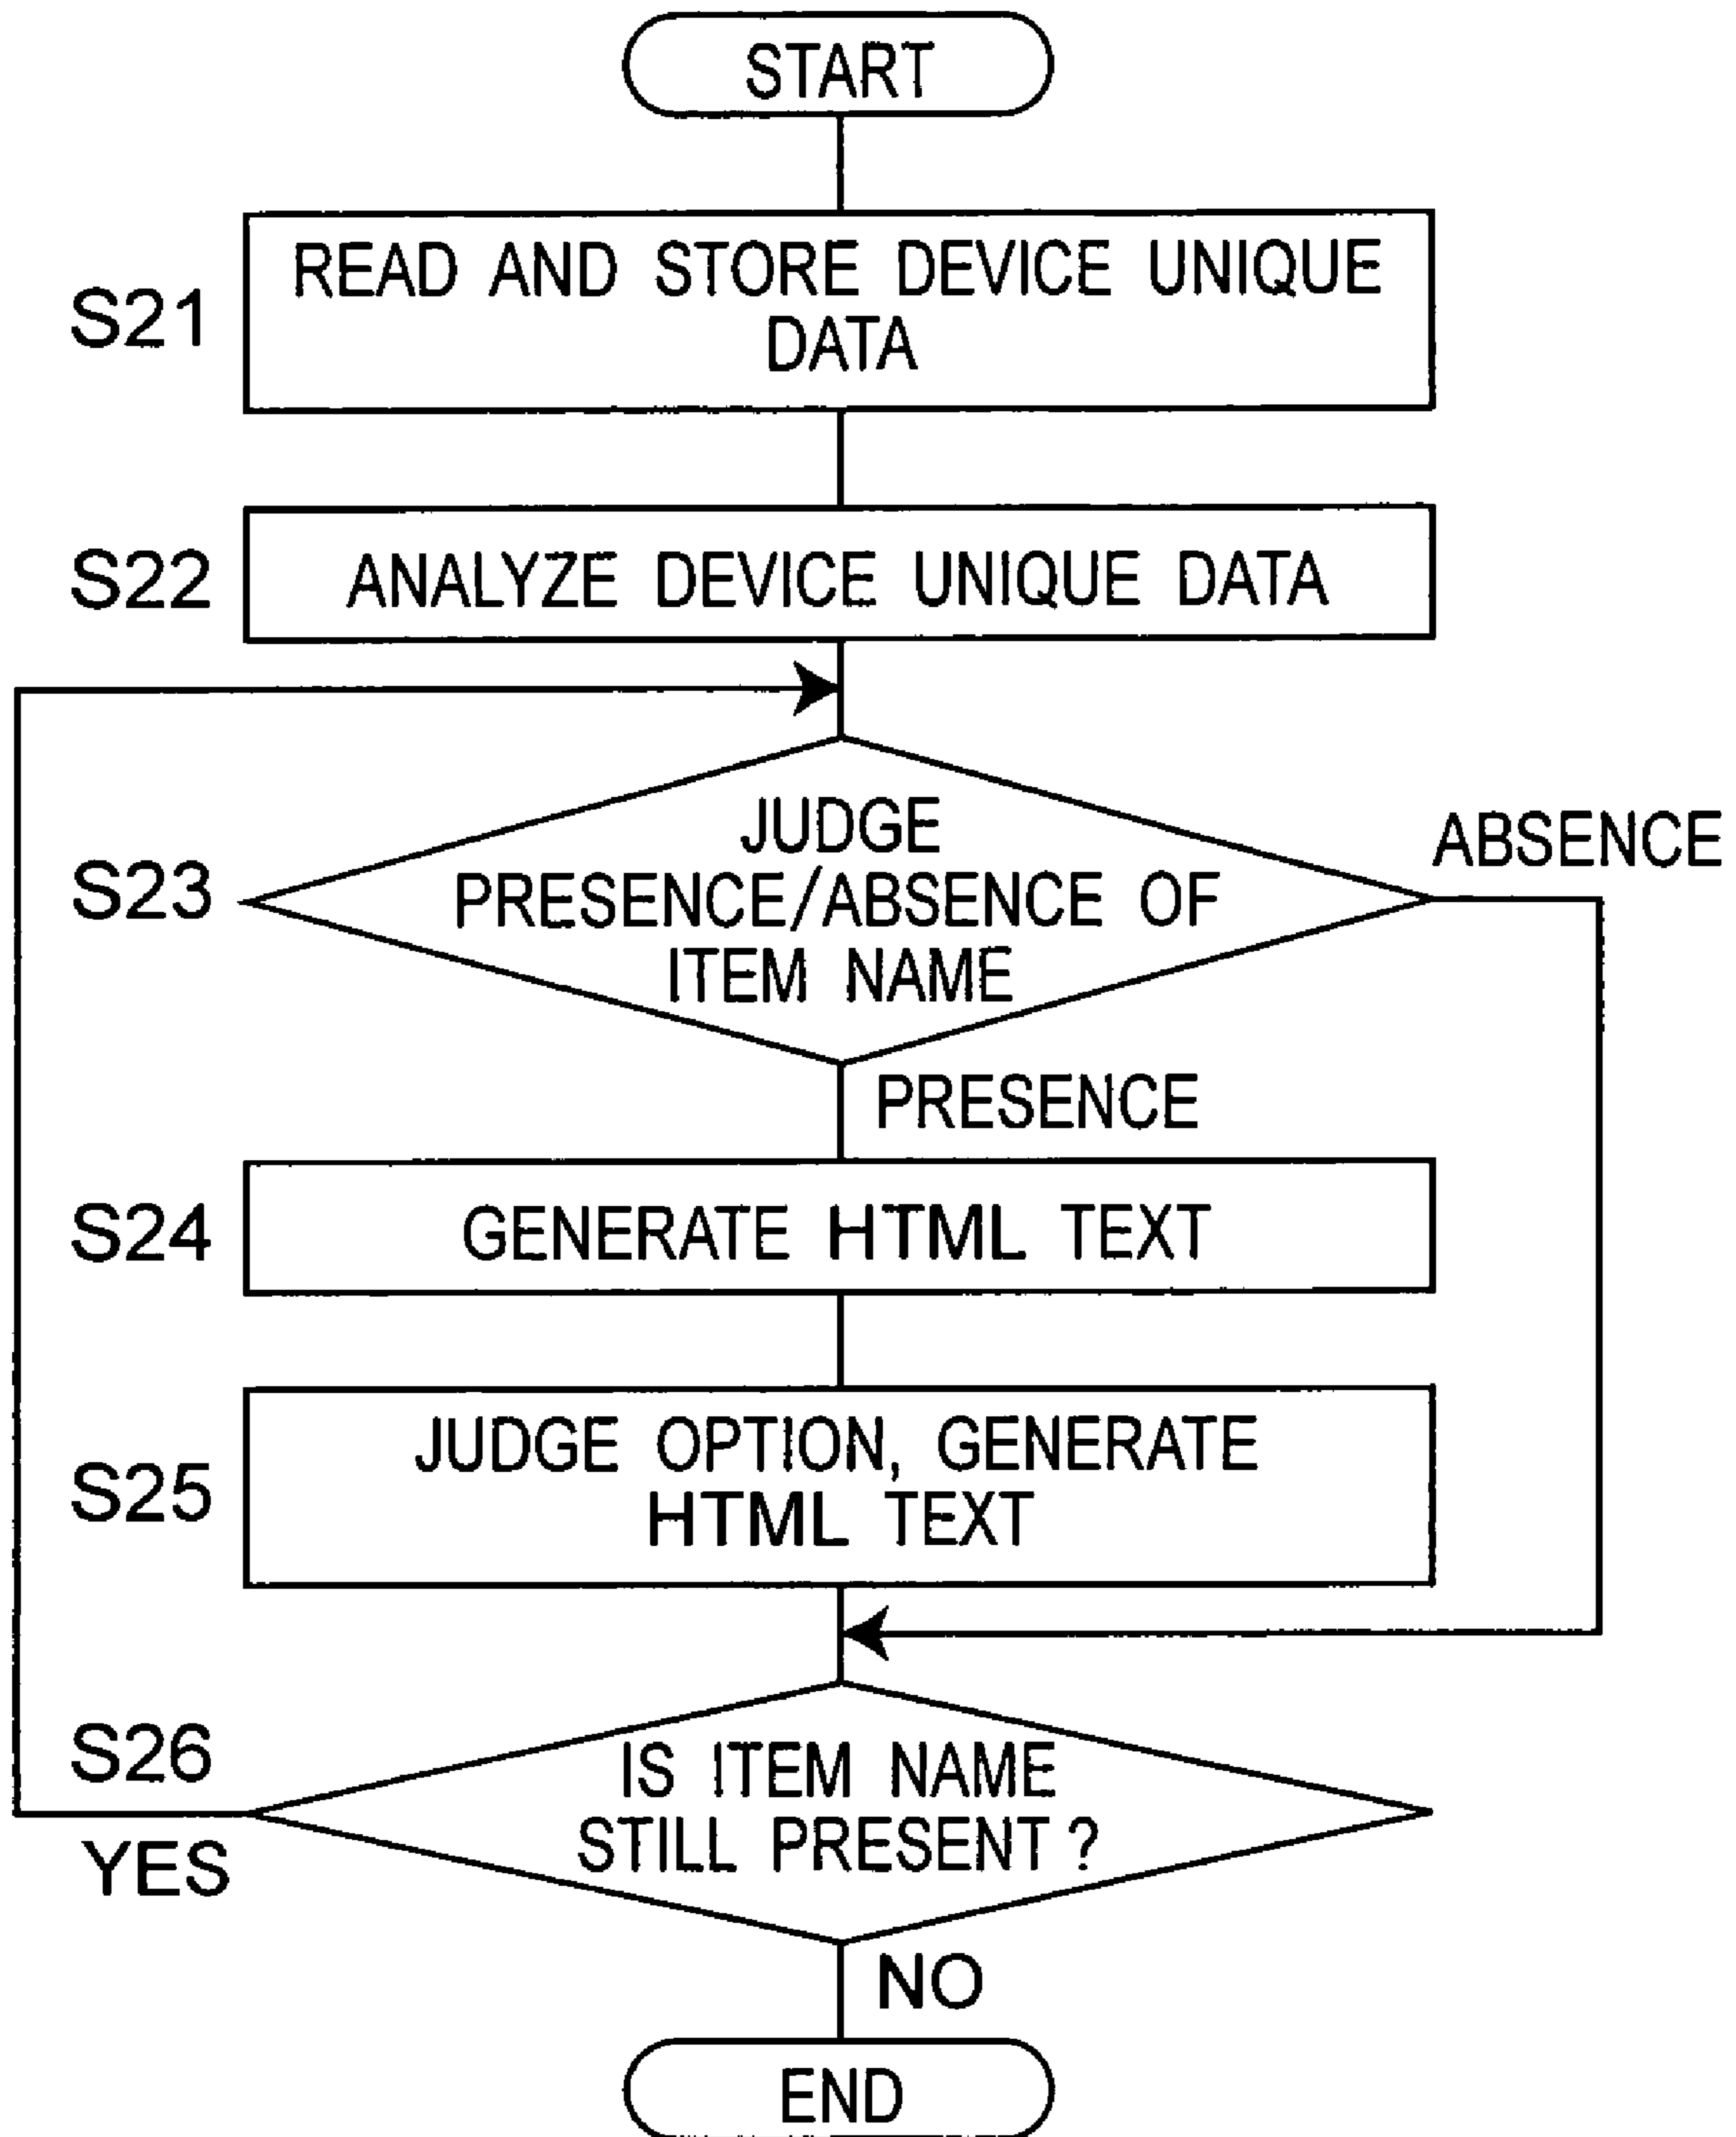 START
S21
READ AND STORE DEVICE UNIQUE
DATA
S22
ANALYZE DEVICE UNIQUE DATA
S23
JUDGE
PRESENCE/ABSENCE OF
ITEM NAME
ABSENCE
PRESENCE
S24
GENERATE HTML TEXT
S25
JUDGE OPTION, GENERATE
HTML TEXT
S26
IS ITEM NAME
STILL PRESENT?
YES
NO
END